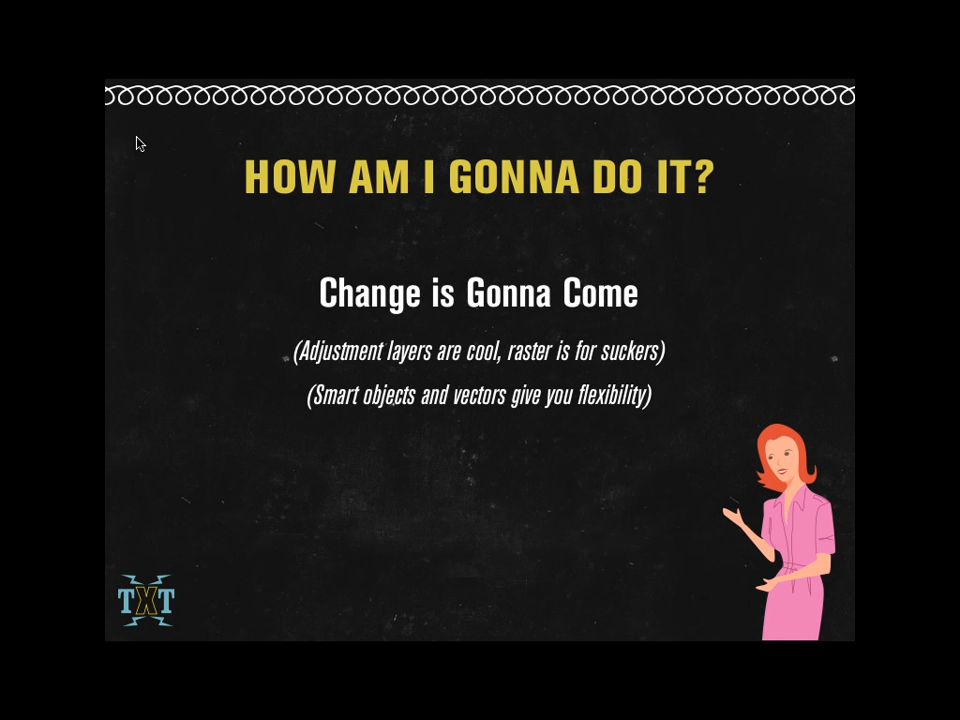 HOW AM I GONNA DO IT?
Change is Gonna Come
(Adjustment layers are cool, raster is for suckers)
(Smart objects and vectors give you flexibility)
TXT